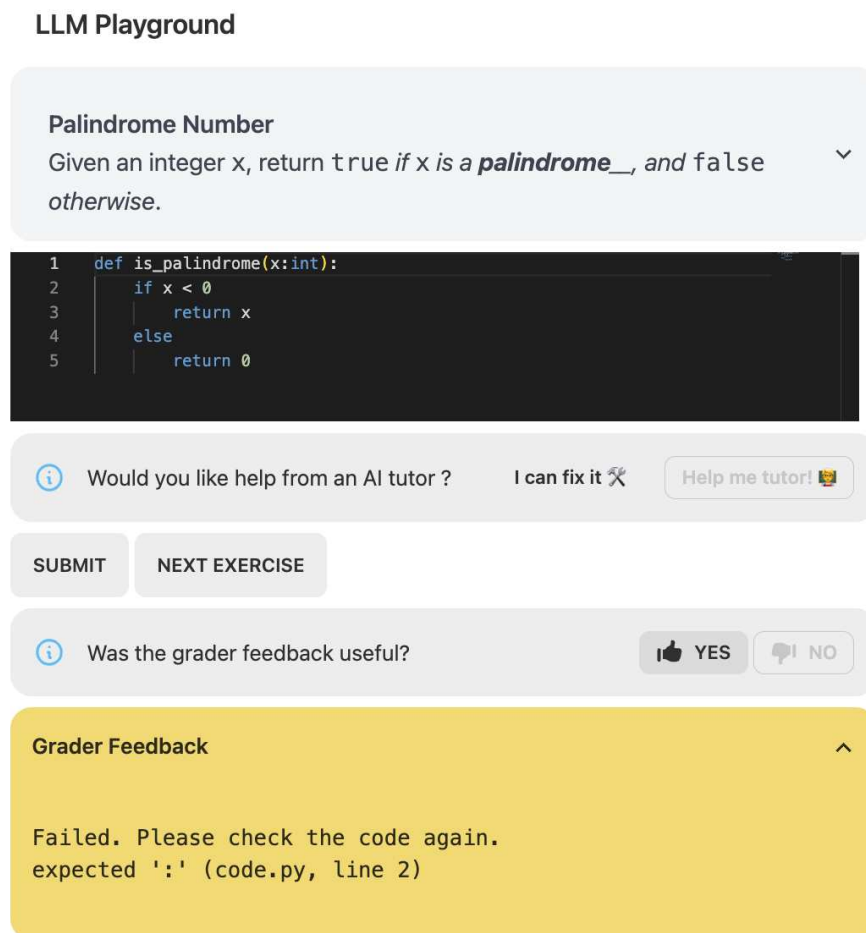 LLM Playground
Palindrome Number
Given an integer x, return true if x is a palindrome__, and false
otherwise.
1 def is_palindrome(x:int):
2 if x < 0
3 return x
4 else
5 return 0
Would you like help from an AI tutor ? I can fix it 🛠 Help me tutor! 👨‍🏫
SUBMIT NEXT EXERCISE
Was the grader feedback useful? YES NO
Grader Feedback
Failed. Please check the code again.
expected ':' (code.py, line 2)